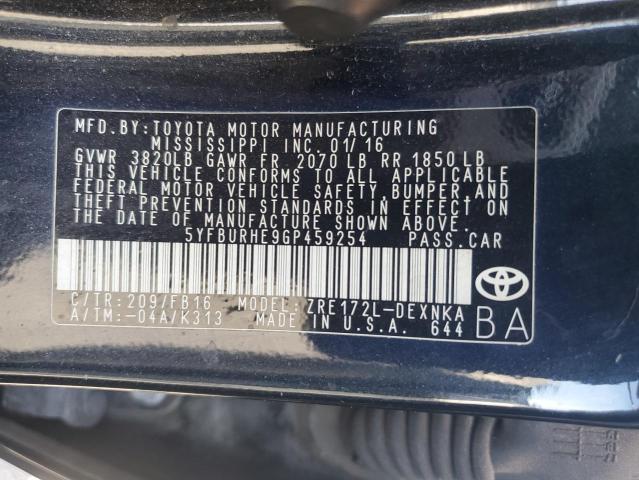 MFD.BY:TOYOTA MOTOR MANUFACTURING
MISSISSIPPI INC. 01/16
GVWR 3820LB GAWR FR. 2070 LB RR 1850 LB
THIS VEHICLE CONFORMS TO ALL APPLICABLE
FEDERAL MOTOR VEHICLE SAFETY, BUMPER, AND
THEFT PREVENTION STANDARDS IN EFFECT ON
THE DATE OF MANUFACTURE SHOWN ABOVE.
5YFBURHE9GP459254 PASS.CAR
C/TR:209/FB16 MODEL:ZRE172L-DEXNKA
A/TM:-04A/K313 MADE IN U.S.A. 644
BA